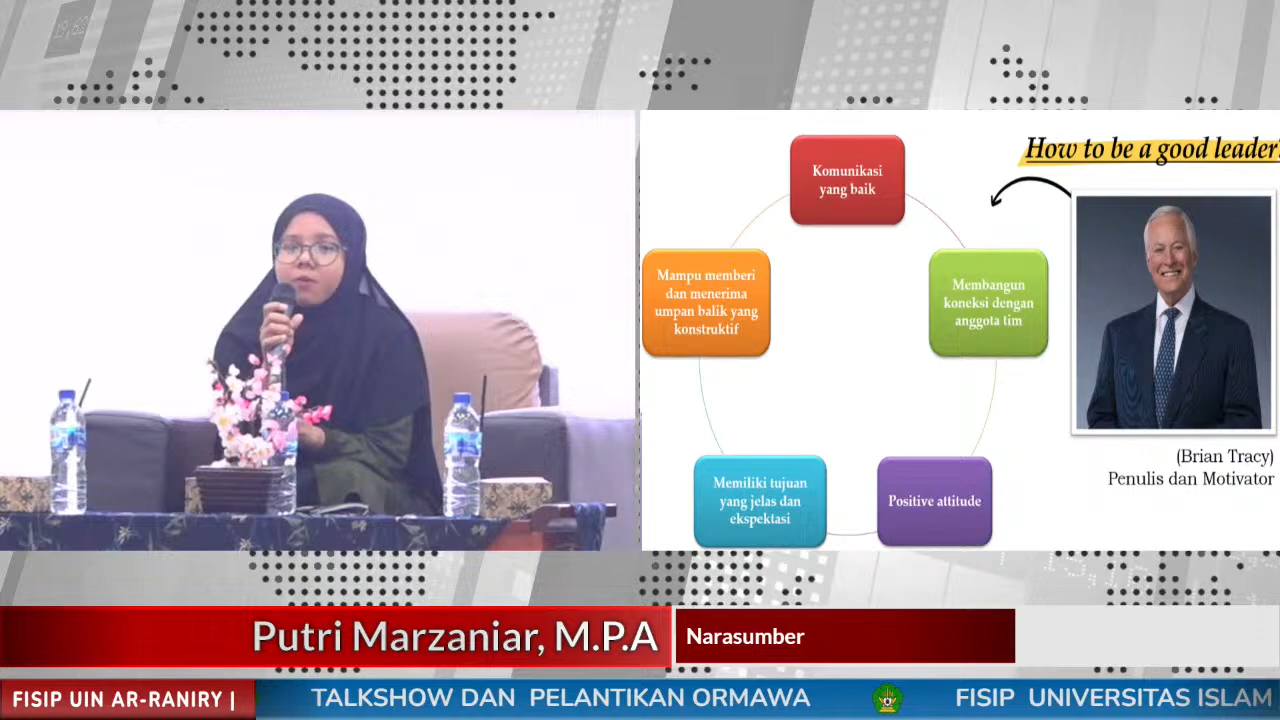 How to be a good leader?
Komunikasi
yang baik
Mampu memberi
dan menerima
umpan balik yang
konstruktif
Membangun
koneksi dengan
anggota tim
Memiliki tujuan
yang jelas dan
ekspektasi
Positive attitude
(Brian Tracy)
Penulis dan Motivator
Putri Marzaniar, M.P.A
Narasumber
FISIP UIN AR-RANIRY |
TALKSHOW DAN PELANTIKAN ORMAWA
FISIP UNIVERSITAS ISLAM